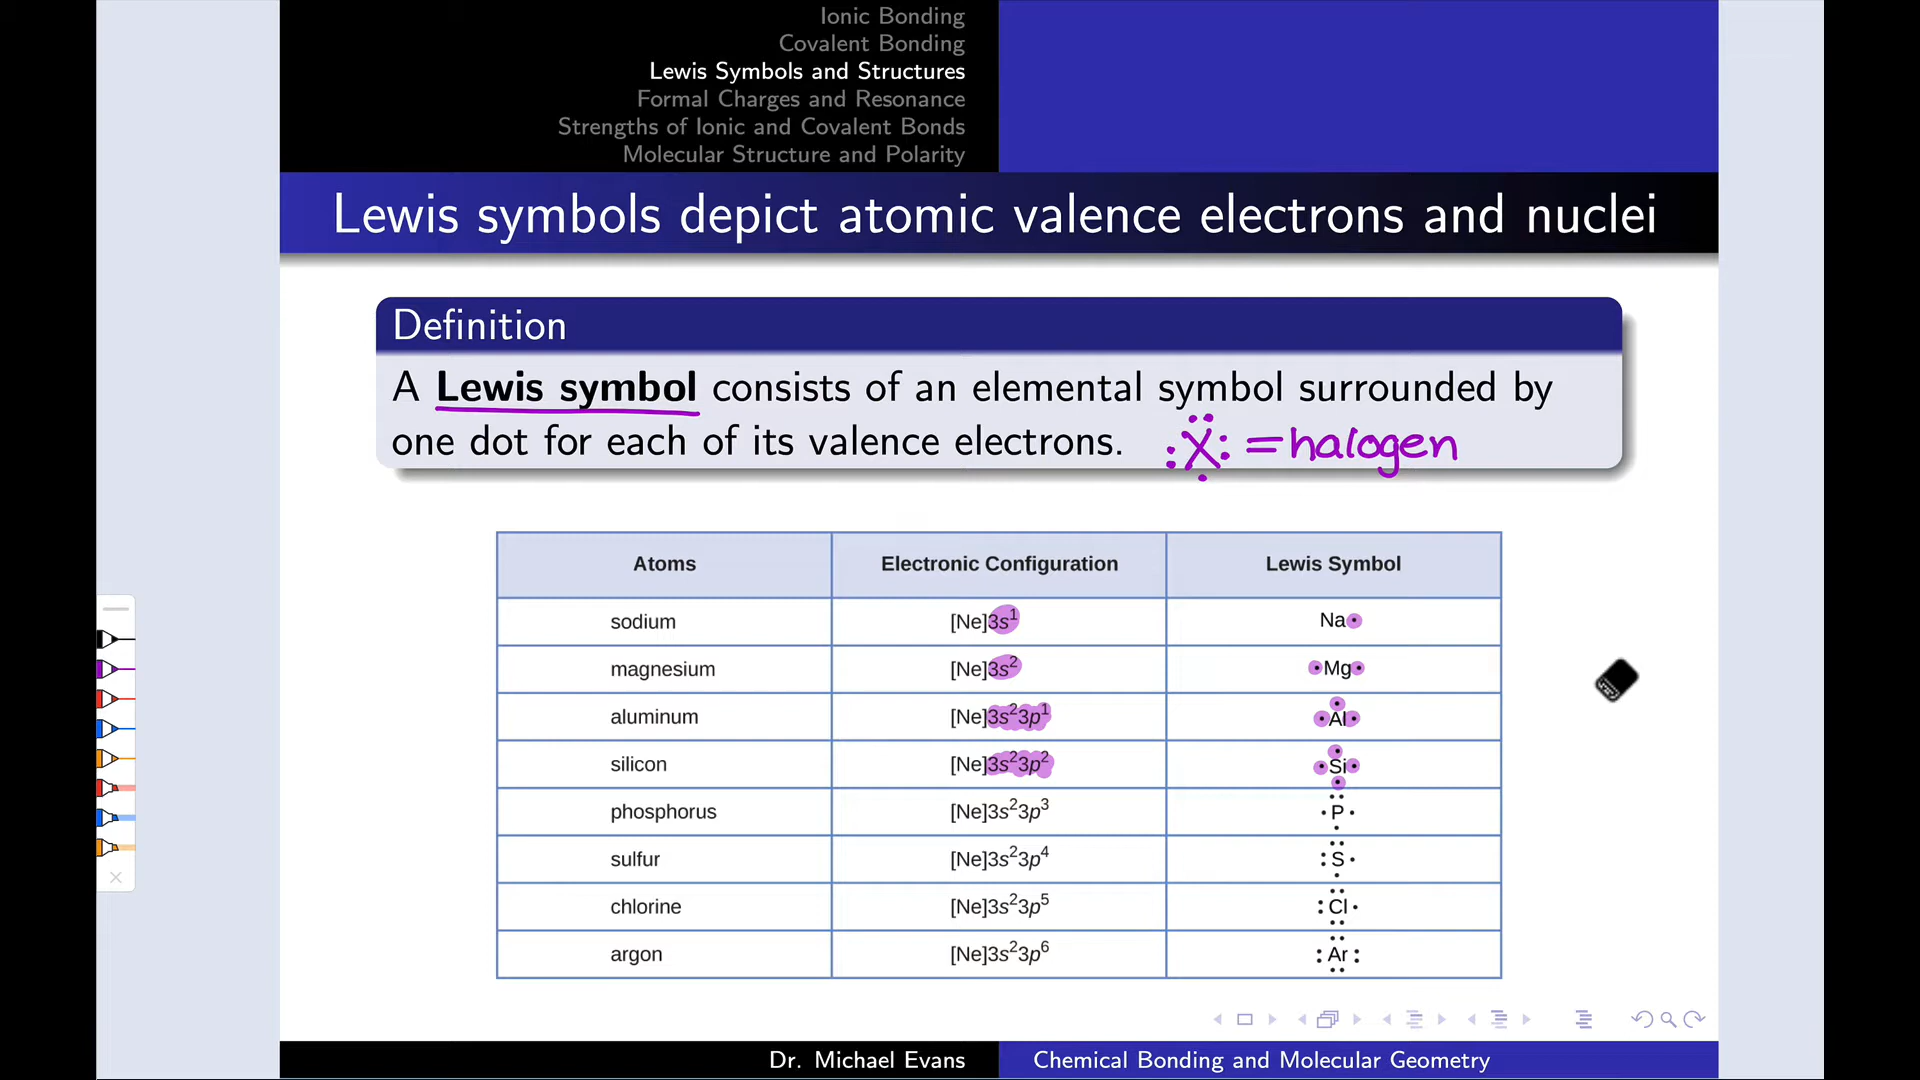 Ionic Bonding
Covalent Bonding
Lewis Symbols and Structures
Formal Charges and Resonance
Strengths of Ionic and Covalent Bonds
Molecular Structure and Polarity
Lewis symbols depict atomic valence electrons and nuclei
Definition
A Lewis symbol consists of an elemental symbol surrounded by
one dot for each of its valence electrons. :Ẍ: = halogen
Atoms Electronic Configuration Lewis Symbol
sodium [Ne]3s¹ Na•
magnesium [Ne]3s² •Mg•
aluminum [Ne]3s²3p¹ •Al•
silicon [Ne]3s²3p² •Si•
phosphorus [Ne]3s²3p³ •P•
sulfur [Ne]3s²3p⁴ :S•
chlorine [Ne]3s²3p⁵ :Cl•
argon [Ne]3s²3p⁶ :Ar:
Dr. Michael Evans Chemical Bonding and Molecular Geometry